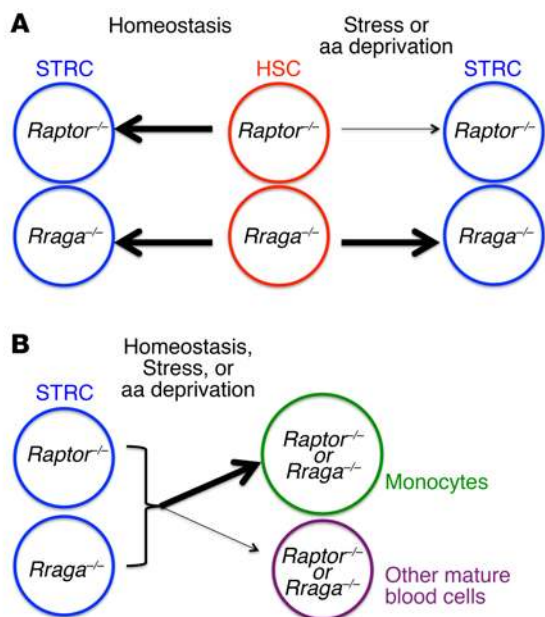 A
Homeostasis
Stress or
aa deprivation
STRC
HSC
STRC
Raptor–/–
Raptor–/–
Raptor–/–
Rraga–/–
Rraga–/–
Rraga–/–
B
Homeostasis,
Stress, or
aa deprivation
STRC
Raptor–/–
Rraga–/–
Raptor–/–
or
Rraga–/–
Monocytes
Raptor–/–
or
Rraga–/–
Other mature
blood cells